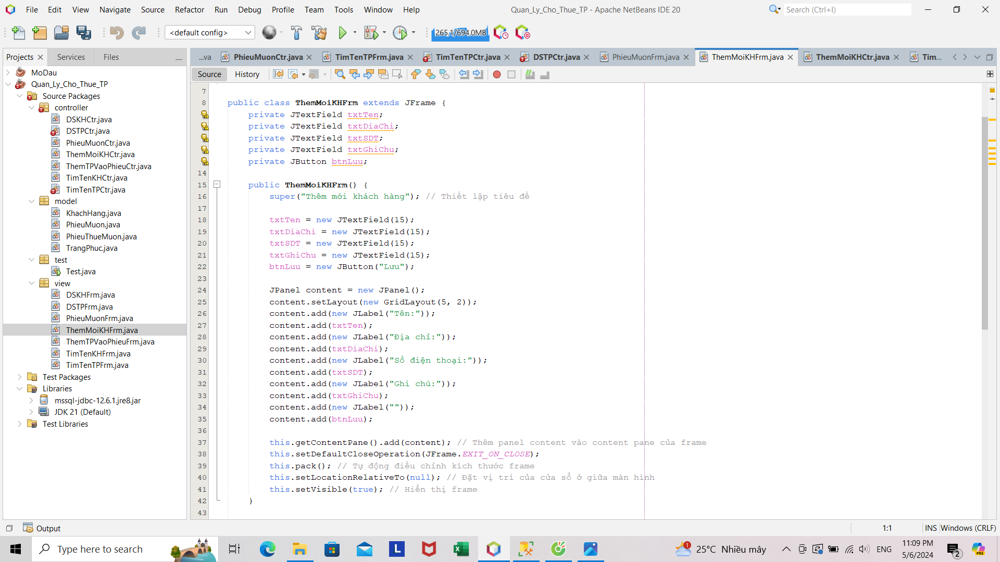 File Edit View Navigate Source Refactor Run Debug Profile Team Tools Window Help
Quan_Ly_Cho_Thue_TP - Apache NetBeans IDE 20
Search (Ctrl+I)
<default config>
265.1/694.0MB
Projects Services Files
...va PhieuMuonCtr.java TimTenTPFrm.java TimTenTPCtr.java DSTPCtr.java PhieuMuonFrm.java ThemMoiKHFrm.java ThemMoiKHCtr.java Tim...
Source History
MoDau
Quan_Ly_Cho_Thue_TP
Source Packages
controller
DSKHCtr.java
DSTPCtr.java
PhieuMuonCtr.java
ThemMoiKHCtr.java
ThemTPVaoPhieuCtr.java
TimTenKHCtr.java
TimTenTPCtr.java
model
KhachHang.java
PhieuMuon.java
PhieuThueMuon.java
TrangPhuc.java
test
Test.java
view
DSKHFrm.java
DSTPFrm.java
PhieuMuonFrm.java
ThemMoiKHFrm.java
ThemTPVaoPhieuFrm.java
TimTenKHFrm.java
TimTenTPFrm.java
Test Packages
Libraries
mssql-jdbc-12.6.1.jre8.jar
JDK 21 (Default)
Test Libraries
7
8 public class ThemMoiKHFrm extends JFrame {
private JTextField txtTen;
private JTextField txtDiaChi;
private JTextField txtSDT;
private JTextField txtGhiChu;
private JButton btnLuu;
14
15 public ThemMoiKHFrm() {
16 super("Thêm mới khách hàng"); // Thiết lập tiêu đề
17
18 txtTen = new JTextField(15);
19 txtDiaChi = new JTextField(15);
20 txtSDT = new JTextField(15);
21 txtGhiChu = new JTextField(15);
22 btnLuu = new JButton("Lưu");
23
24 JPanel content = new JPanel();
25 content.setLayout(new GridLayout(5, 2));
26 content.add(new JLabel("Tên:"));
27 content.add(txtTen);
28 content.add(new JLabel("Địa chỉ:"));
29 content.add(txtDiaChi);
30 content.add(new JLabel("Số điện thoại:"));
31 content.add(txtSDT);
32 content.add(new JLabel("Ghi chú:"));
33 content.add(txtGhiChu);
34 content.add(new JLabel(""));
35 content.add(btnLuu);
36
37 this.getContentPane().add(content); // Thêm panel content vào content pane của frame
38 this.setDefaultCloseOperation(JFrame.EXIT_ON_CLOSE);
39 this.pack(); // Tự động điều chỉnh kích thước frame
40 this.setLocationRelativeTo(null); // Đặt vị trí của cửa sổ ở giữa màn hình
41 this.setVisible(true); // Hiển thị frame
42 }
43
Output
1:1 INS Windows (CRLF)
Type here to search
L
1
25°C Nhiều mây
ENG
11:09 PM
5/6/2024
2
PRE